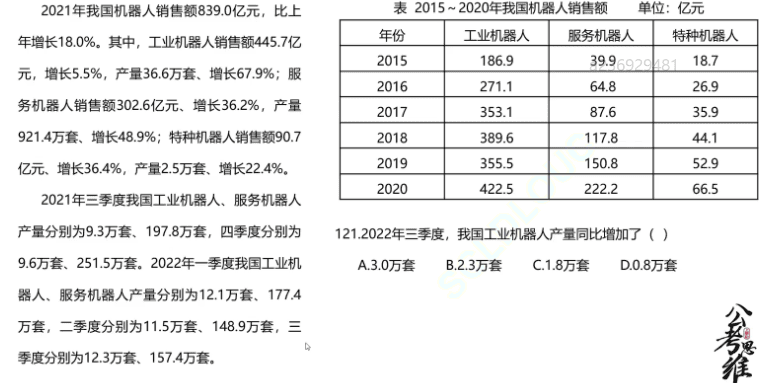 2021年我国机器人销售额839.0亿元，比上
年增长18.0%。其中，工业机器人销售额445.7亿
元，增长5.5%，产量36.6万套、增长67.9%；服
务机器人销售额302.6亿元、增长36.2%，产量
921.4万套、增长48.9%；特种机器人销售额90.7
亿元、增长36.4%，产量2.5万套、增长22.4%。
2021年三季度我国工业机器人、服务机器人
产量分别为9.3万套、197.8万套，四季度分别为
9.6万套、251.5万套。2022年一季度我国工业机
器人、服务机器人产量分别为12.1万套、177.4
万套，二季度分别为11.5万套、148.9万套，三
季度分别为12.3万套、157.4万套。
表 2015～2020年我国机器人销售额 单位：亿元
年份 工业机器人 服务机器人 特种机器人
2015 186.9 39.9 18.7
2016 271.1 64.8 26.9
2017 353.1 87.6 35.9
2018 389.6 117.8 44.1
2019 355.5 150.8 52.9
2020 422.5 222.2 66.5
121.2022年三季度，我国工业机器人产量同比增加了（ ）
A.3.0万套 B.2.3万套 C.1.8万套 D.0.8万套
公考思维